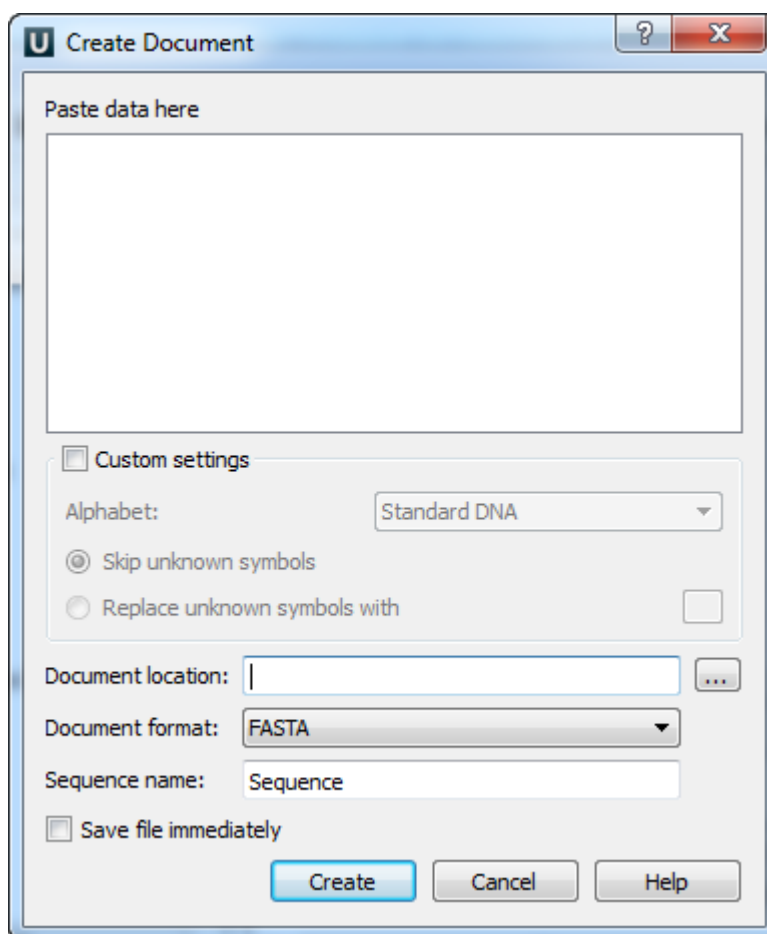 U Create Document ? X
Paste data here
Custom settings
Alphabet: Standard DNA
Skip unknown symbols
Replace unknown symbols with
Document location: ...
Document format: FASTA
Sequence name: Sequence
Save file immediately
Create Cancel Help